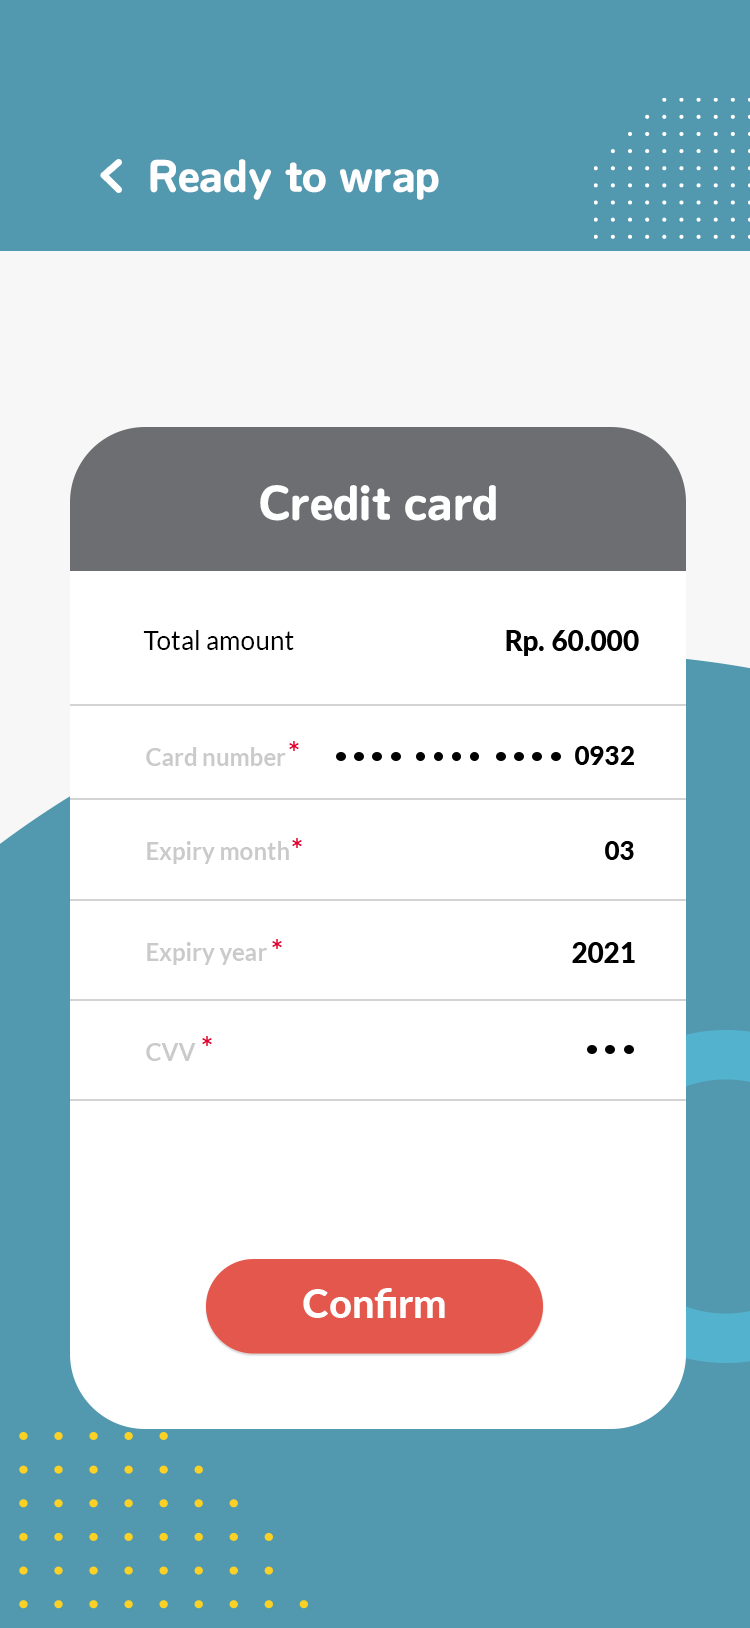 Ready to wrap
Credit card
Total amount Rp. 60.000
Card number* •••• •••• •••• 0932
Expiry month* 03
Expiry year * 2021
CVV * •••
Confirm